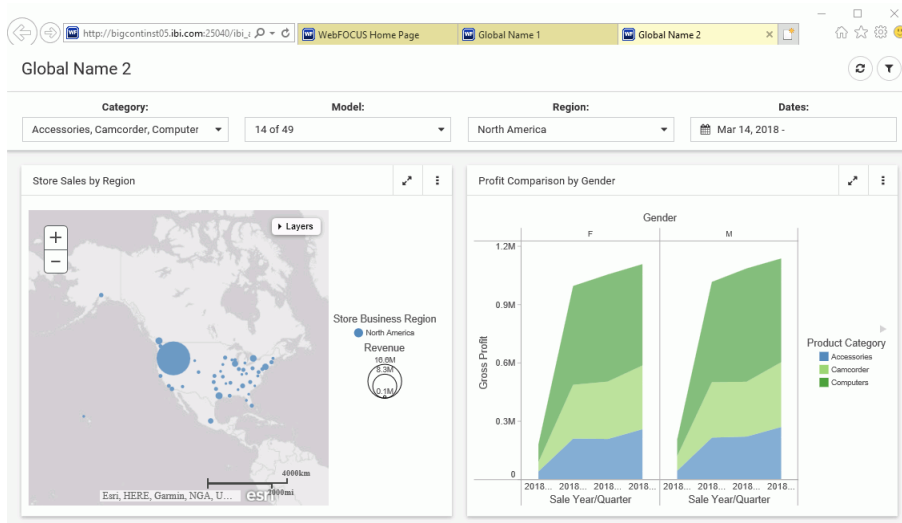 http://bigcontinst05.ibi.com:25040/ibi_a
WebFOCUS Home Page
Global Name 1
Global Name 2
Global Name 2
Category:
Model:
Region:
Dates:
Accessories, Camcorder, Computer
14 of 49
North America
Mar 14, 2018 -
Store Sales by Region
Layers
+
−
Store Business Region
North America
Revenue
16.6M
8.3M
0.1M
4000km
2000mi
Esri, HERE, Garmin, NGA, U...
esri
Profit Comparison by Gender
Gender
F
M
1.2M
0.9M
0.6M
0.3M
0
Gross Profit
2018... 2018... 2018... 2018... 2018... 2018... 2018... 2018...
Sale Year/Quarter
Sale Year/Quarter
Product Category
Accessories
Camcorder
Computers